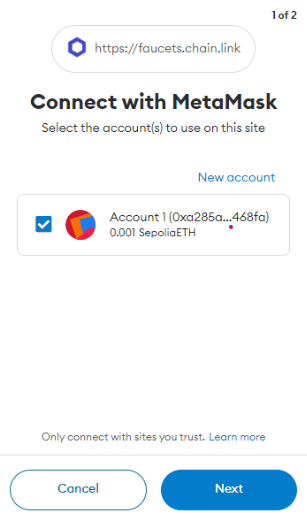 1 of 2
https://faucets.chain.link
Connect with MetaMask
Select the account(s) to use on this site
New account
Account 1 (0xa285a...468fa)
0.001 SepoliaETH
Only connect with sites you trust. Learn more
Cancel
Next